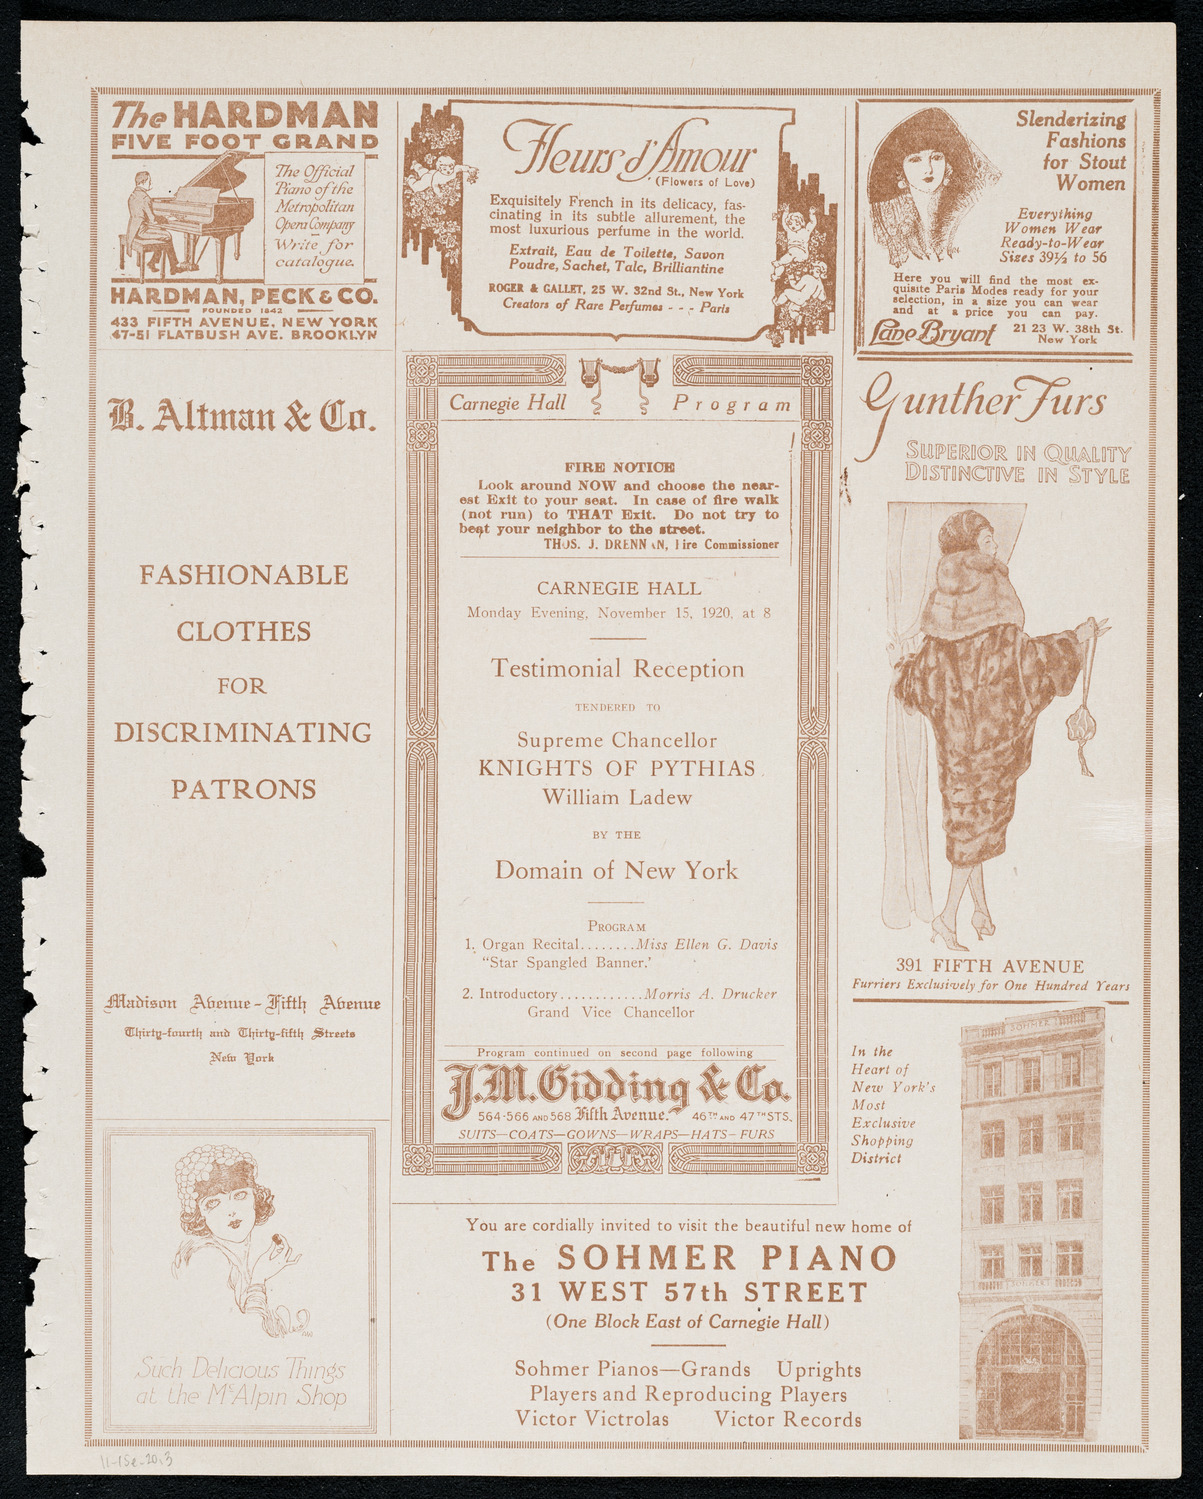 The HARDMAN
FIVE FOOT GRAND
The Official
Piano of the
Metropolitan
Opera Company
Write for
catalogue.
HARDMAN, PECK & CO.
FOUNDED 1842
433 FIFTH AVENUE, NEW YORK
47-51 FLATBUSH AVE. BROOKLYN
Fleurs d'Amour
(Flowers of Love)
Exquisitely French in its delicacy, fas-
cinating in its subtle allurement, the
most luxurious perfume in the world.
Extrait, Eau de Toilette, Savon
Poudre, Sachet, Talc, Brilliantine
ROGER & GALLET, 25 W. 32nd St., New York
Creators of Rare Perfumes - - - Paris
Slenderizing
Fashions
for Stout
Women
Everything
Women Wear
Ready-to-Wear
Sizes 39½ to 56
Here you will find the most ex-
quisite Paris Modes ready for your
selection, in a size you can wear
and at a price you can pay.
Lane Bryant 21 23 W. 38th St.
New York
B. Altman & Co.
FASHIONABLE
CLOTHES
FOR
DISCRIMINATING
PATRONS
Madison Avenue - Fifth Avenue
Thirty-fourth and Thirty-fifth Streets
New York
Such Delicious Things
at the McAlpin Shop
Carnegie Hall Program
FIRE NOTICE
Look around NOW and choose the near-
est Exit to your seat. In case of fire walk
(not run) to THAT Exit. Do not try to
beat your neighbor to the street.
THOS. J. DRENNAN, Fire Commissioner
CARNEGIE HALL
Monday Evening, November 15, 1920, at 8
Testimonial Reception
TENDERED TO
Supreme Chancellor
KNIGHTS OF PYTHIAS
William Ladew
BY THE
Domain of New York
PROGRAM
1. Organ Recital........Miss Ellen G. Davis
"Star Spangled Banner.'
2. Introductory............Morris A. Drucker
Grand Vice Chancellor
Program continued on second page following
J.M. Gidding & Co.
564-566 AND 568 Fifth Avenue. 46TH AND 47TH STS.
SUITS—COATS—GOWNS—WRAPS—HATS—FURS
Gunther Furs
SUPERIOR IN QUALITY
DISTINCTIVE IN STYLE
391 FIFTH AVENUE
Furriers Exclusively for One Hundred Years
In the
Heart of
New York's
Most
Exclusive
Shopping
District
SOHMER
You are cordially invited to visit the beautiful new home of
The SOHMER PIANO
31 WEST 57th STREET
(One Block East of Carnegie Hall)
Sohmer Pianos—Grands Uprights
Players and Reproducing Players
Victor Victrolas Victor Records
11-15e-20.3